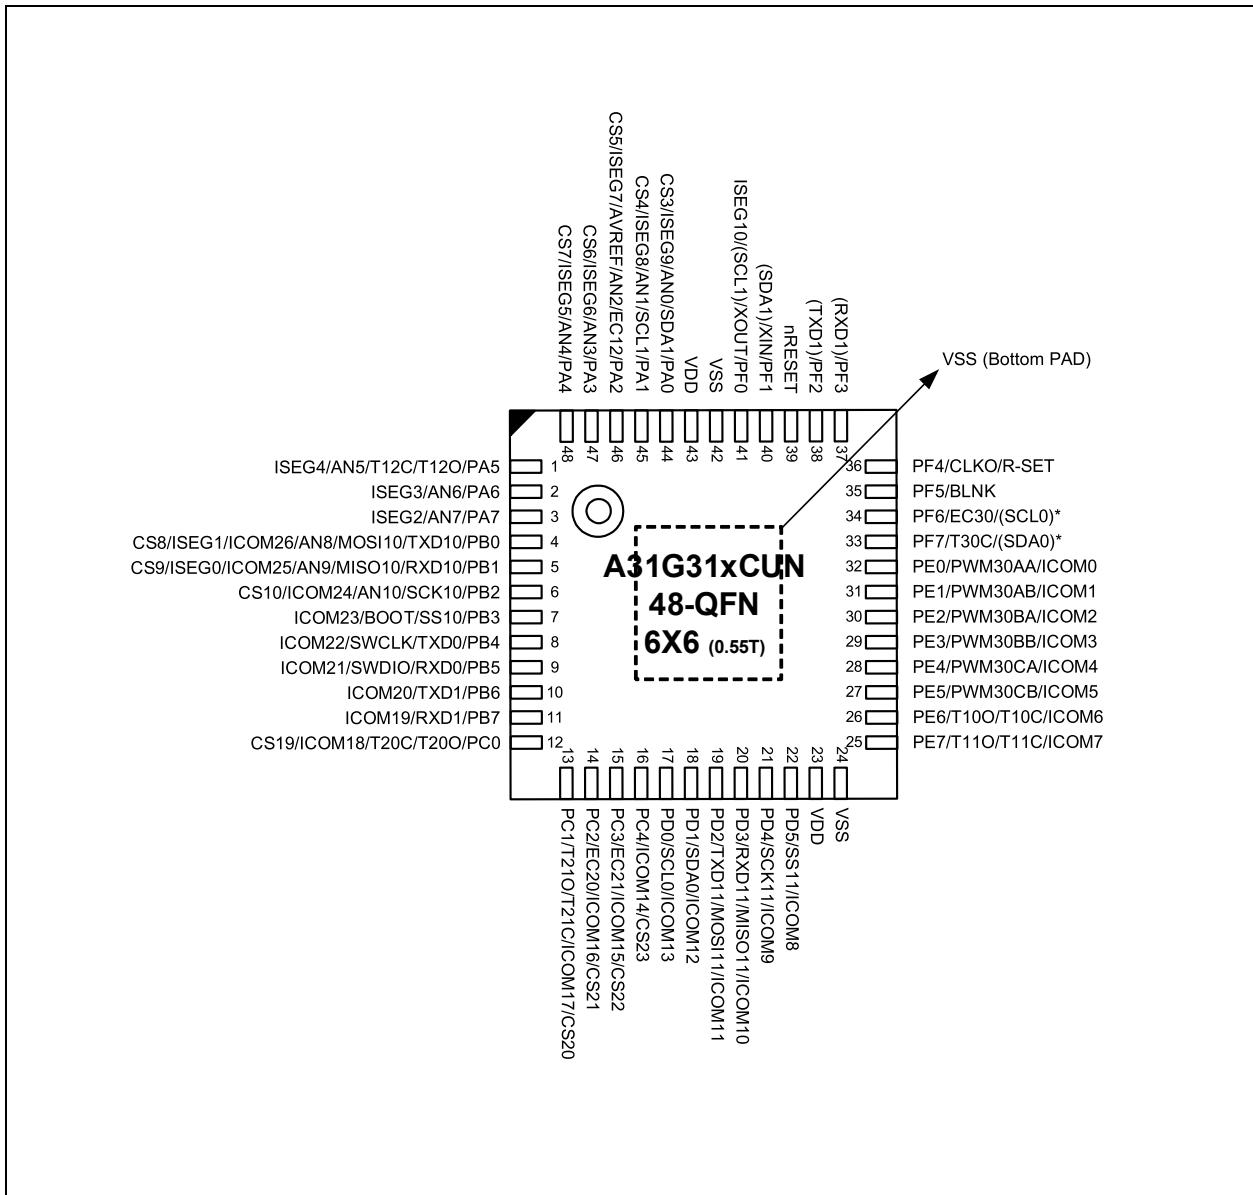 CS7/ISEG5/AN4/PA4
CS6/ISEG6/AN3/PA3
CS5/ISEG7/AVREF/AN2/EC12/PA2
CS4/ISEG8/AN1/SCL1/PA1
CS3/ISEG9/AN0/SDA1/PA0
VDD
VSS
ISEG10/(SCL1)/XOUT/PF0
(SDA1)/XIN/PF1
nRESET
(TXD1)/PF2
(RXD1)/PF3
VSS (Bottom PAD)
48
47
46
45
44
43
42
41
40
39
38
37
ISEG4/AN5/T12C/T12O/PA5 1
ISEG3/AN6/PA6 2
ISEG2/AN7/PA7 3
CS8/ISEG1/ICOM26/AN8/MOSI10/TXD10/PB0 4
CS9/ISEG0/ICOM25/AN9/MISO10/RXD10/PB1 5
CS10/ICOM24/AN10/SCK10/PB2 6
ICOM23/BOOT/SS10/PB3 7
ICOM22/SWCLK/TXD0/PB4 8
ICOM21/SWDIO/RXD0/PB5 9
ICOM20/TXD1/PB6 10
ICOM19/RXD1/PB7 11
CS19/ICOM18/T20C/T20O/PC0 12
A31G31xCUN
48-QFN
6X6 (0.55T)
36 PF4/CLKO/R-SET
35 PF5/BLNK
34 PF6/EC30/(SCL0)*
33 PF7/T30C/(SDA0)*
32 PE0/PWM30AA/ICOM0
31 PE1/PWM30AB/ICOM1
30 PE2/PWM30BA/ICOM2
29 PE3/PWM30BB/ICOM3
28 PE4/PWM30CA/ICOM4
27 PE5/PWM30CB/ICOM5
26 PE6/T10O/T10C/ICOM6
25 PE7/T11O/T11C/ICOM7
13
14
15
16
17
18
19
20
21
22
23
24
PC1/T21O/T21C/ICOM17/CS20
PC2/EC20/ICOM16/CS21
PC3/EC21/ICOM15/CS22
PC4/ICOM14/CS23
PD0/SCL0/ICOM13
PD1/SDA0/ICOM12
PD2/TXD11/MOSI11/ICOM11
PD3/RXD11/MISO11/ICOM10
PD4/SCK11/ICOM9
PD5/SS11/ICOM8
VDD
VSS